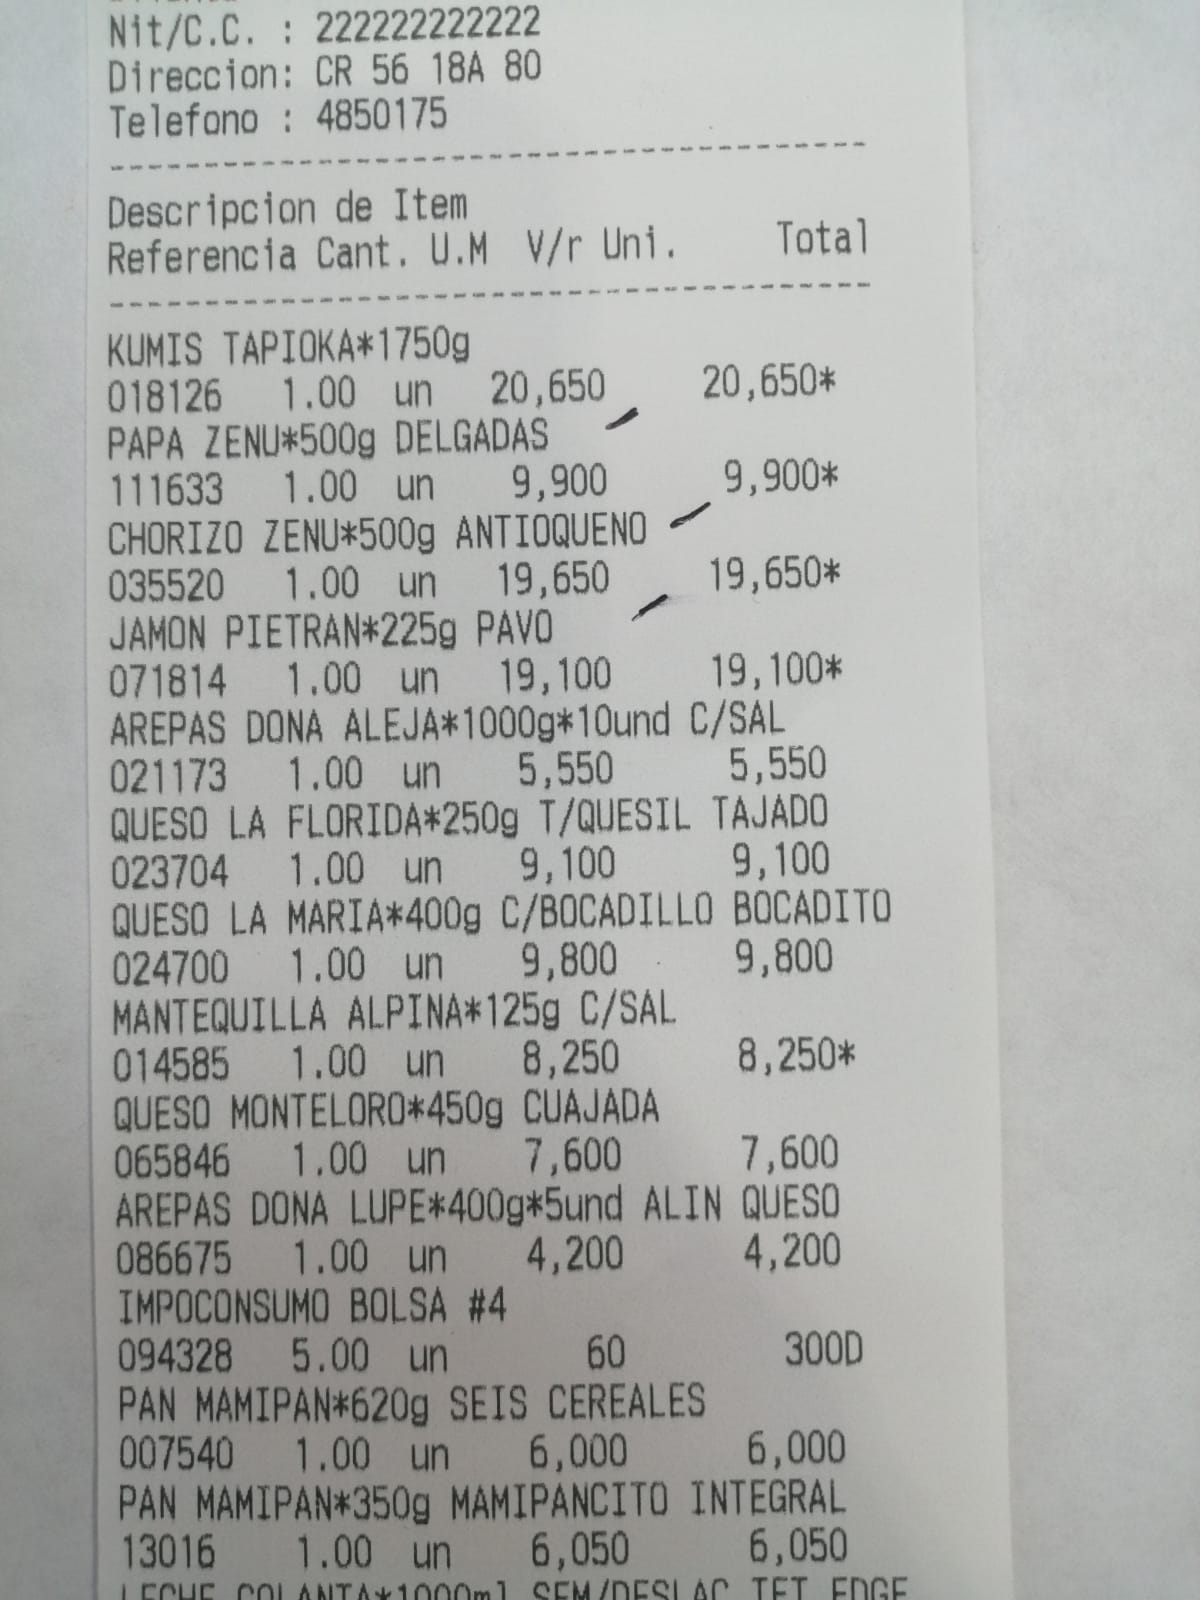 Nit/C.C. : 222222222222
Direccion: CR 56 18A 80
Telefono : 4850175
----------------------------------------
Descripcion de Item
Referencia Cant. U.M V/r Uni. Total
----------------------------------------
KUMIS TAPIOKA*1750g
018126 1.00 un 20,650 20,650*
PAPA ZENU*500g DELGADAS
111633 1.00 un 9,900 9,900*
CHORIZO ZENU*500g ANTIOQUENO
035520 1.00 un 19,650 19,650*
JAMON PIETRAN*225g PAVO
071814 1.00 un 19,100 19,100*
AREPAS DONA ALEJA*1000g*10und C/SAL
021173 1.00 un 5,550 5,550
QUESO LA FLORIDA*250g T/QUESIL TAJADO
023704 1.00 un 9,100 9,100
QUESO LA MARIA*400g C/BOCADILLO BOCADITO
024700 1.00 un 9,800 9,800
MANTEQUILLA ALPINA*125g C/SAL
014585 1.00 un 8,250 8,250*
QUESO MONTELORO*450g CUAJADA
065846 1.00 un 7,600 7,600
AREPAS DONA LUPE*400g*5und ALIN QUESO
086675 1.00 un 4,200 4,200
IMPOCONSUMO BOLSA #4
094328 5.00 un 60 300D
PAN MAMIPAN*620g SEIS CEREALES
007540 1.00 un 6,000 6,000
PAN MAMIPAN*350g MAMIPANCITO INTEGRAL
13016 1.00 un 6,050 6,050
LECHE COLANTA*1000ml SEM/DESLAC TET EDGE